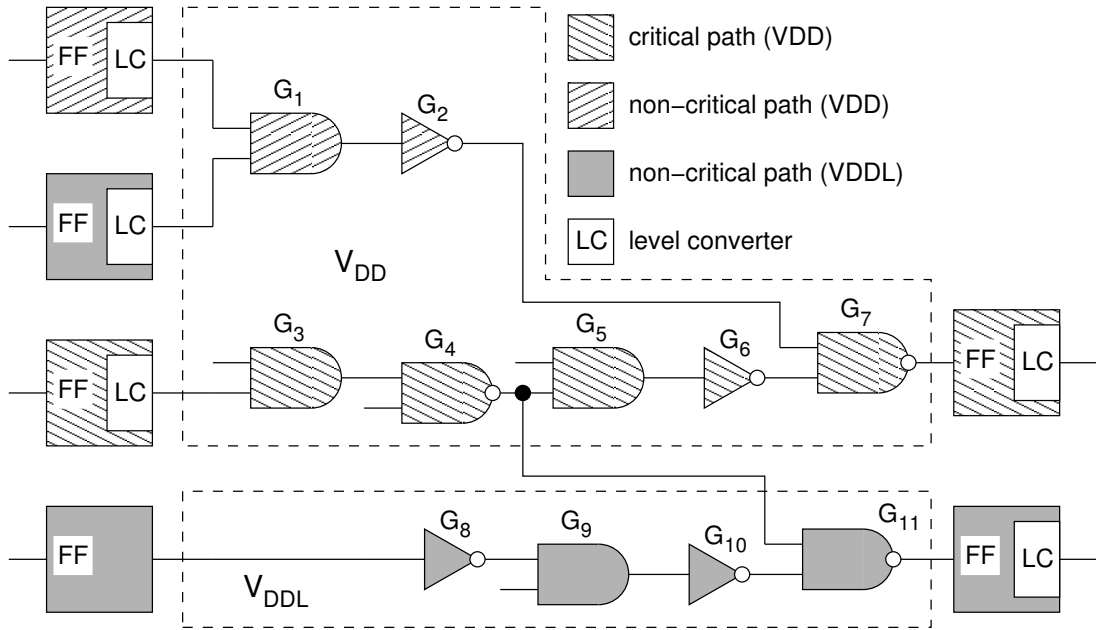 FF LC
critical path (VDD)
G1
G2
non−critical path (VDD)
non−critical path (VDDL)
FF LC
LC level converter
VDD
G3
G4
G5
G6
G7
FF LC
FF LC
G8
G9
G10
G11
FF
FF LC
VDDL